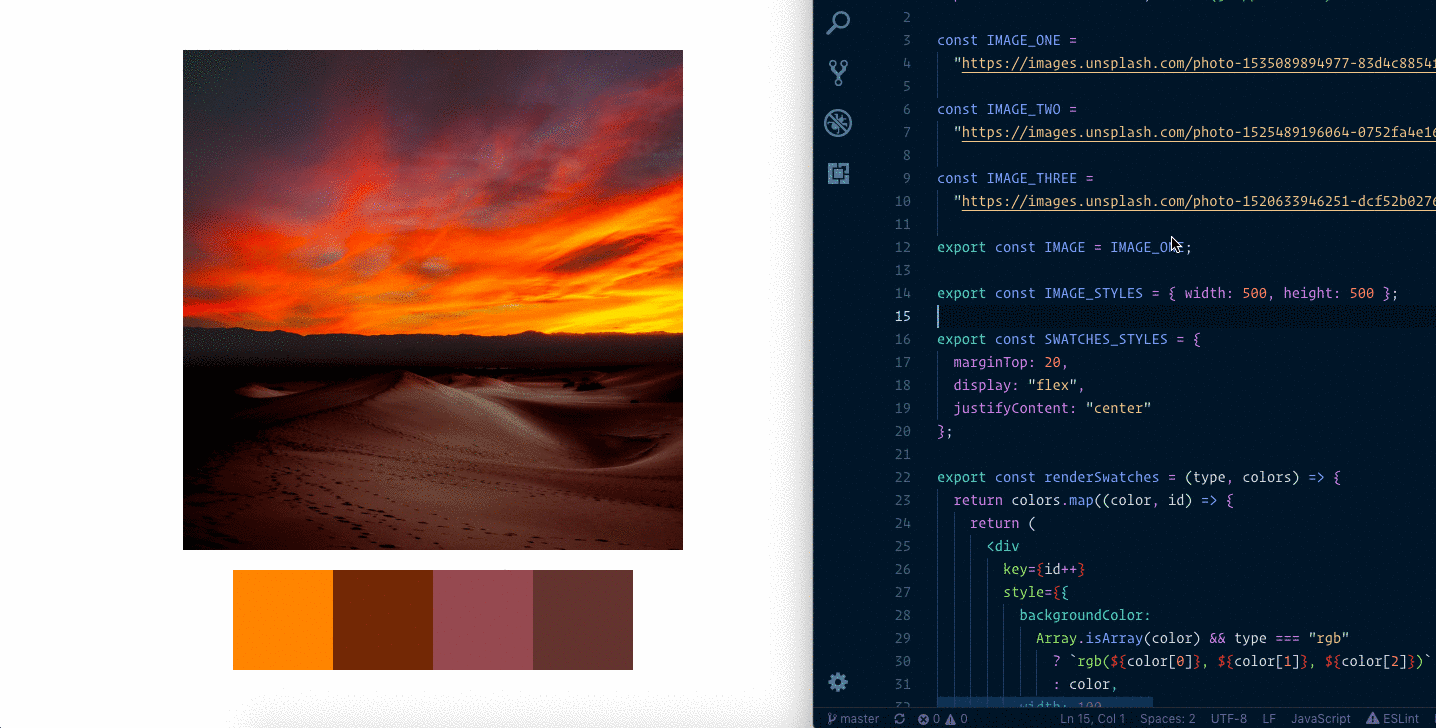 2
3 const IMAGE_ONE =
4 "https://images.unsplash.com/photo-1535089894977-83d4c8854
5
6 const IMAGE_TWO =
7 "https://images.unsplash.com/photo-1525489196064-0752fa4e16
8
9 const IMAGE_THREE =
10 "https://images.unsplash.com/photo-1520633946251-dcf52b0276
11
12 export const IMAGE = IMAGE_ONE;
13
14 export const IMAGE_STYLES = { width: 500, height: 500 };
15
16 export const SWATCHES_STYLES = {
17 marginTop: 20,
18 display: "flex",
19 justifyContent: "center"
20 };
21
22 export const renderSwatches = (type, colors) => {
23 return colors.map((color, id) => {
24 return (
25 <div
26 key={id++}
27 style={{
28 backgroundColor:
29 Array.isArray(color) && type === "rgb"
30 ? `rgb(${color[0]}, ${color[1]}, ${color[2]})`
31 : color,
32 width: 100
master 0 0 Ln 15, Col 1 Spaces: 2 UTF-8 LF JavaScript ESLint